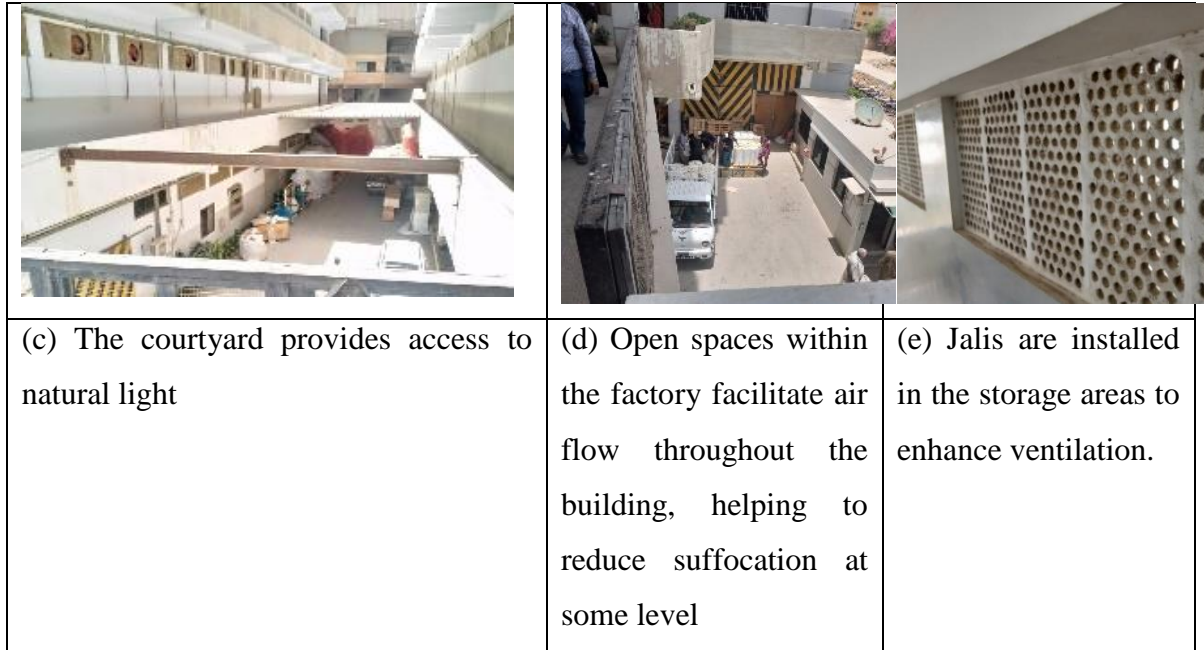 (c) The courtyard provides access to
natural light
(d) Open spaces within
the factory facilitate air
flow throughout the
building, helping to
reduce suffocation at
some level
(e) Jalis are installed
in the storage areas to
enhance ventilation.